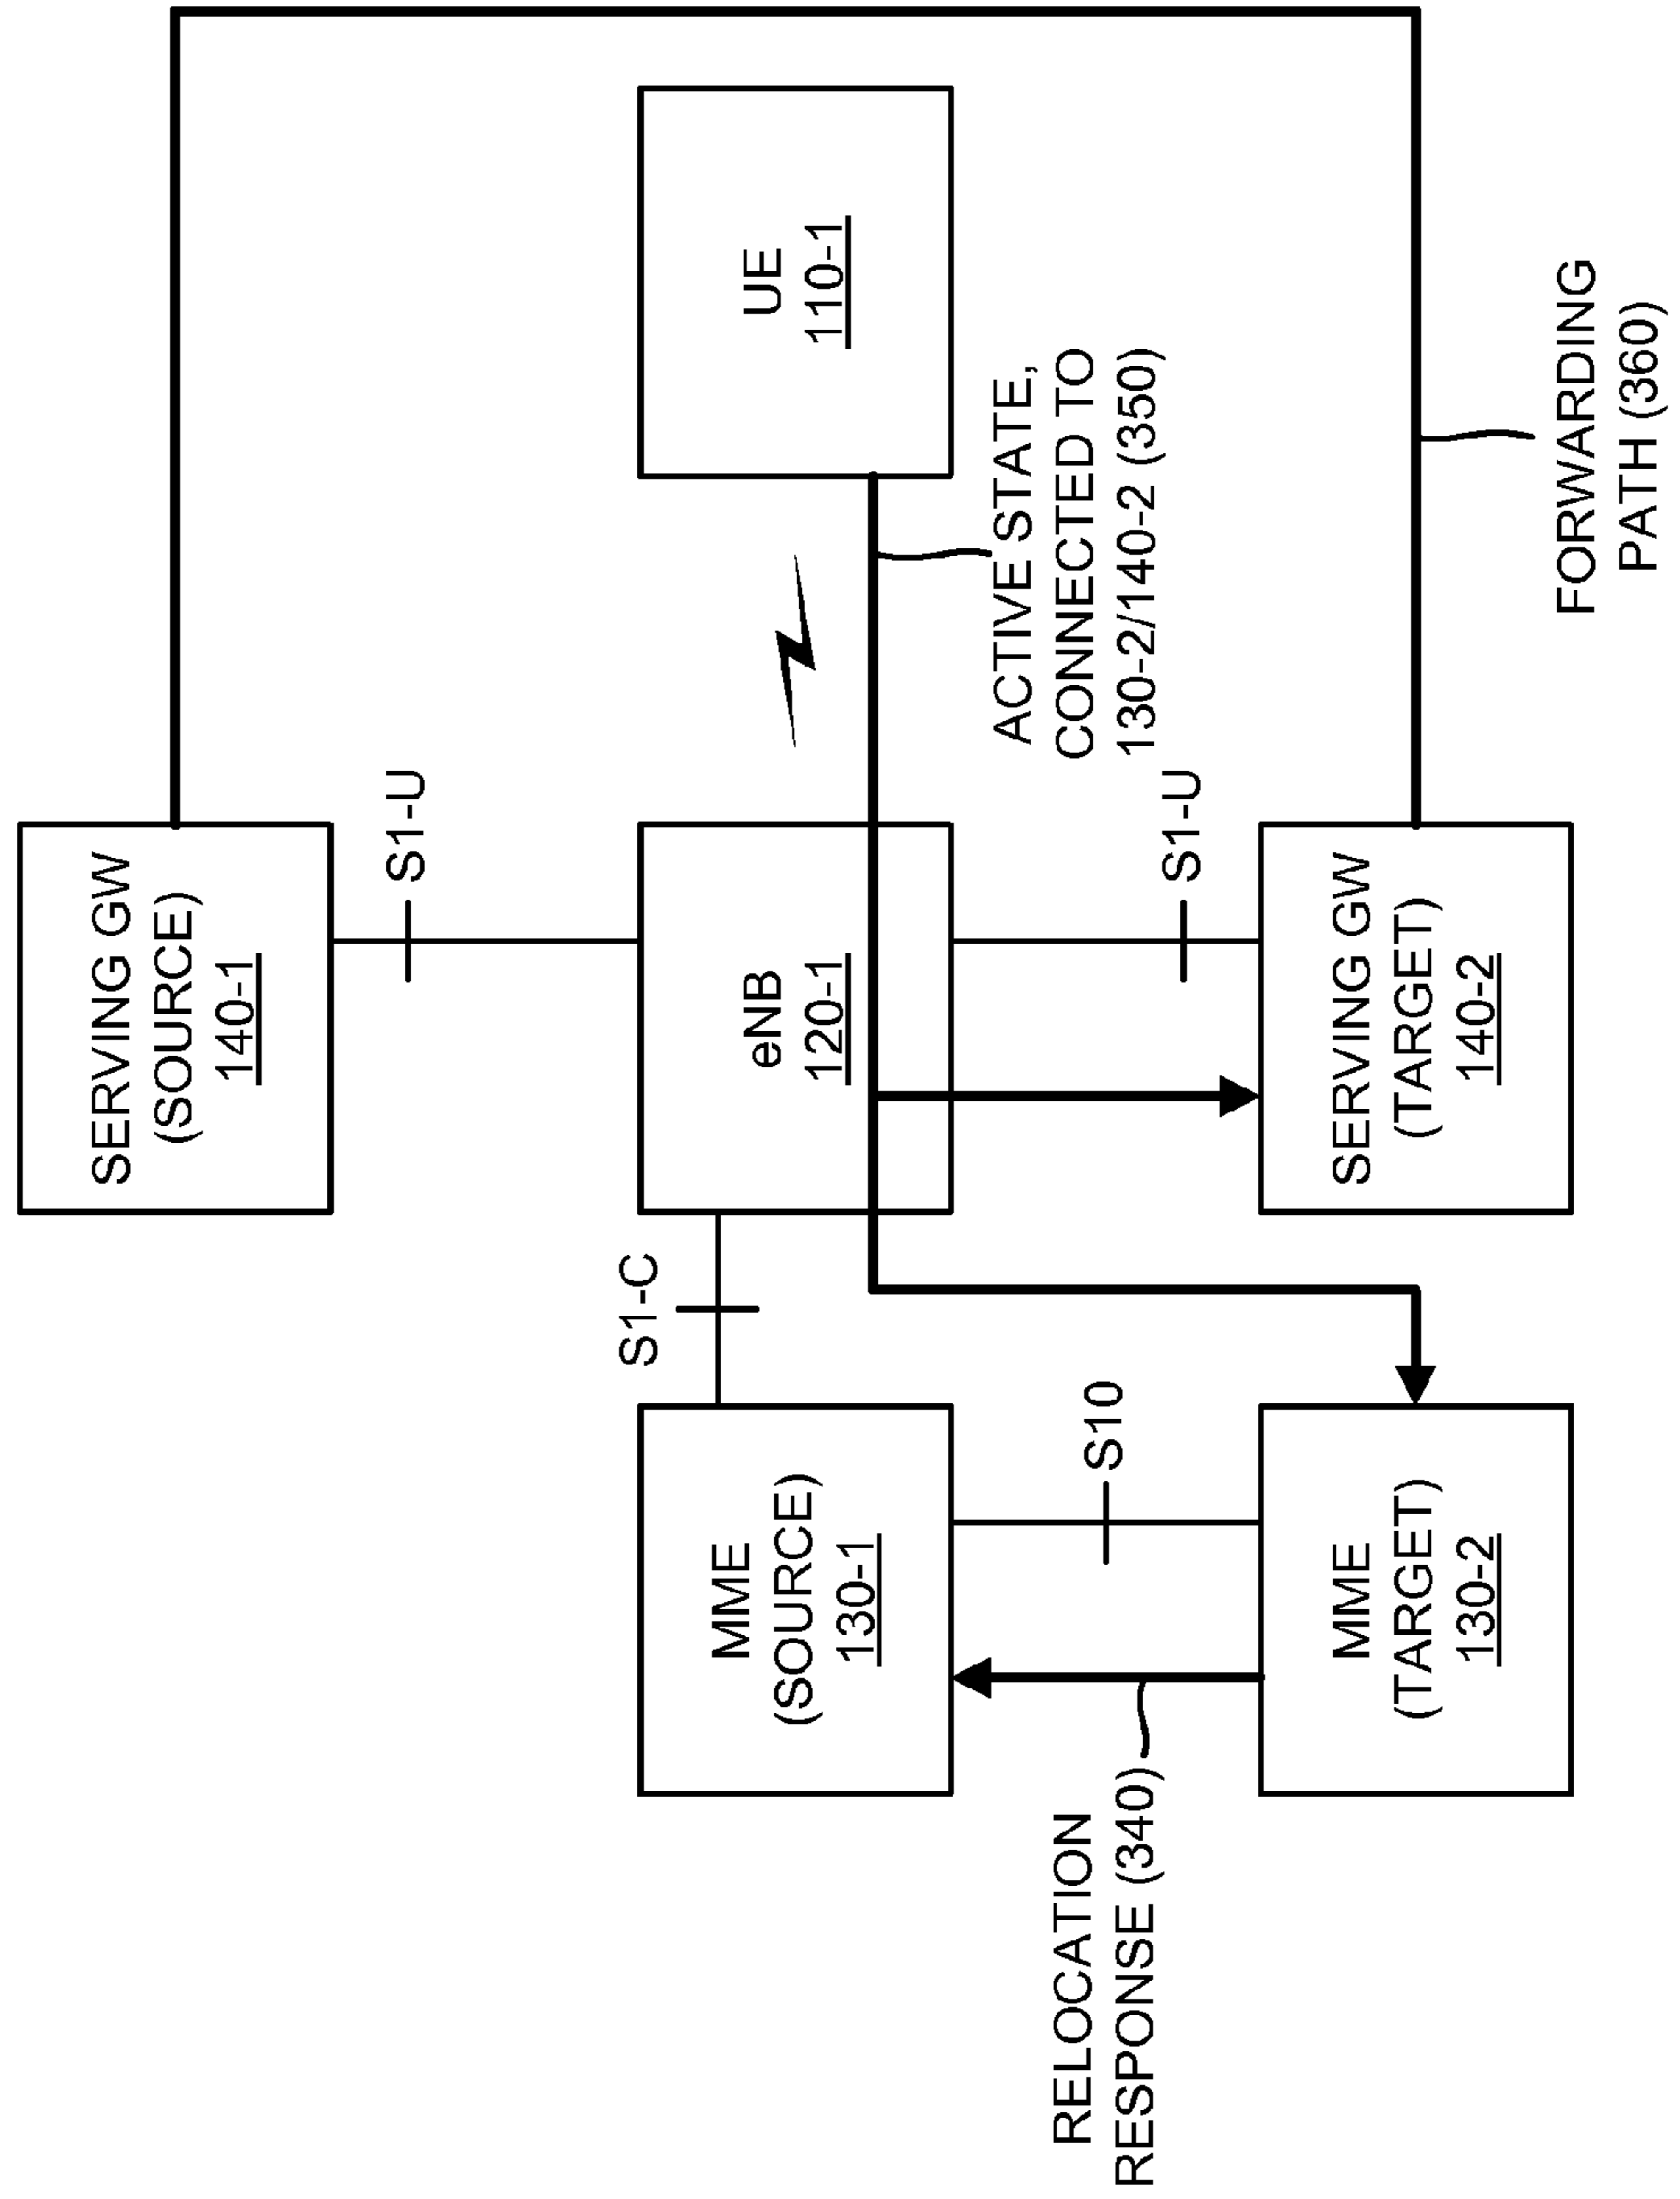 SERVING GW
(SOURCE)
140-1
S1-U
S1-C
MME
(SOURCE)
130-1
eNB
120-1
UE
110-1
ACTIVE STATE,
CONNECTED TO
130-2/140-2 (350)
S10
RELOCATION
RESPONSE (340)
S1-U
MME
(TARGET)
130-2
SERVING GW
(TARGET)
140-2
FORWARDING
PATH (360)